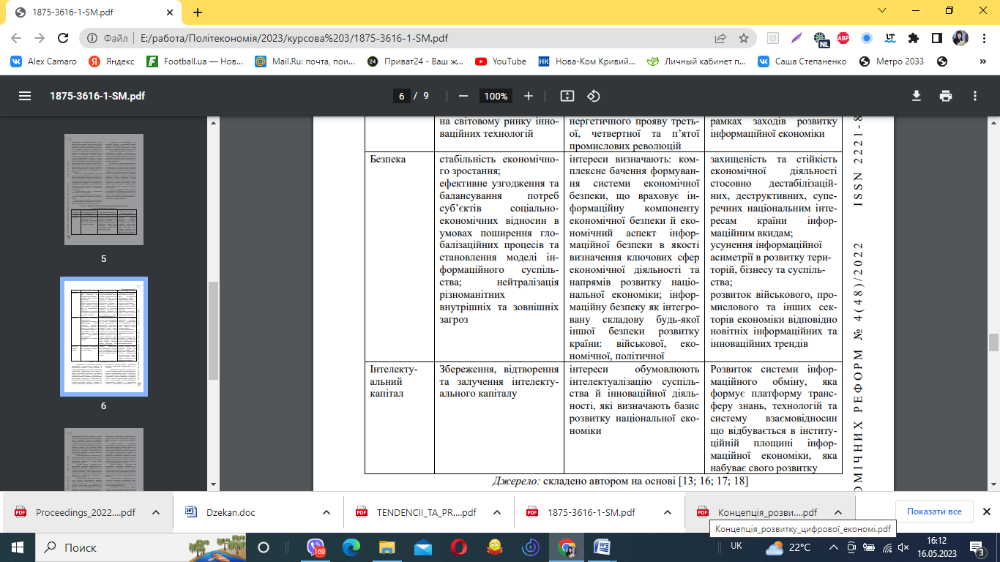 1875-3616-1-SM.pdf
Файл
E:/работа/Політекономія/2023/курсова%203/1875-3616-1-SM.pdf
ABP
NL
LT
Alex Camaro
Яндекс
Football.ua — Нов...
Mail.Ru: почта, пои...
24
Приват24 - Ваш ж...
YouTube
НК
Нова-Ком Кривий...
Личный кабинет п...
Саша Степаненко
Метро 2033
»
1875-3616-1-SM.pdf
6 / 9
100%
5
6
на світовому ринку інно-
ваційних технологій
нергетичного прояву треть-
ої, четвертної та п’ятої
промислових революцій
рамках заходів розвитку
інформаційної економіки
Безпека
стабільність економічно-
го зростання;
ефективне узгодження та
балансування потреб
суб’єктів соціально-
економічних відносин в
умовах поширення гло-
балізаційних процесів та
становлення моделі ін-
формаційного суспіль-
ства; нейтралізація
різноманітних
внутрішніх та зовнішніх
загроз
інтереси визначають: ком-
плексне бачення формуван-
ня системи економічної
безпеки, що враховує ін-
формаційну компоненту
економічної безпеки й еко-
номічний аспект інфор-
маційної безпеки в якості
визначення ключових сфер
економічної діяльності та
напрямів розвитку націо-
нальної економіки; інфор-
маційну безпеку як інтегро-
вану складову будь-якої
іншої безпеки розвитку
країни: військової, еко-
номічної, політичної
захищеність та стійкість
економічної діяльності
стосовно дестабілізацій-
них, деструктивних, супе-
речних національним інте-
ресам країни інфор-
маційним вкидам;
усунення інформаційної
асиметрії в розвитку тери-
торій, бізнесу та суспіль-
ства;
розвиток військового, про-
мислового та інших сек-
торів економіки відповідно
новітніх інформаційних та
інноваційних трендів
Інтелекту-
альний
капітал
Збереження, відтворення
та залучення інтелекту-
ального капіталу
інтереси обумовлюють
інтелектуалізацію суспіль-
ства й інноваційної діяль-
ності, які визначають базис
розвитку національної еко-
номіки
Розвиток системи інфор-
маційного обміну, яка
формує платформу транс-
феру знань, технологій та
систему взаємовідносин
що відбувається в інститу-
ційній площині інфор-
маційної економіки, яка
набуває свого розвитку
Джерело: складено автором на основі [13; 16; 17; 18]
ОМІЧНИХ РЕФОРМ № 4(48)/2022 ISSN 2221-8
Proceedings_2022....pdf
Dzekan.doc
TENDENCII_TA_PR....pdf
1875-3616-1-SM.pdf
Концепція_розви....pdf
Показати все
Концепція_розвитку_цифрової_економі.pdf
Поиск
169
UK
22°C
16:12
16.05.2023
3